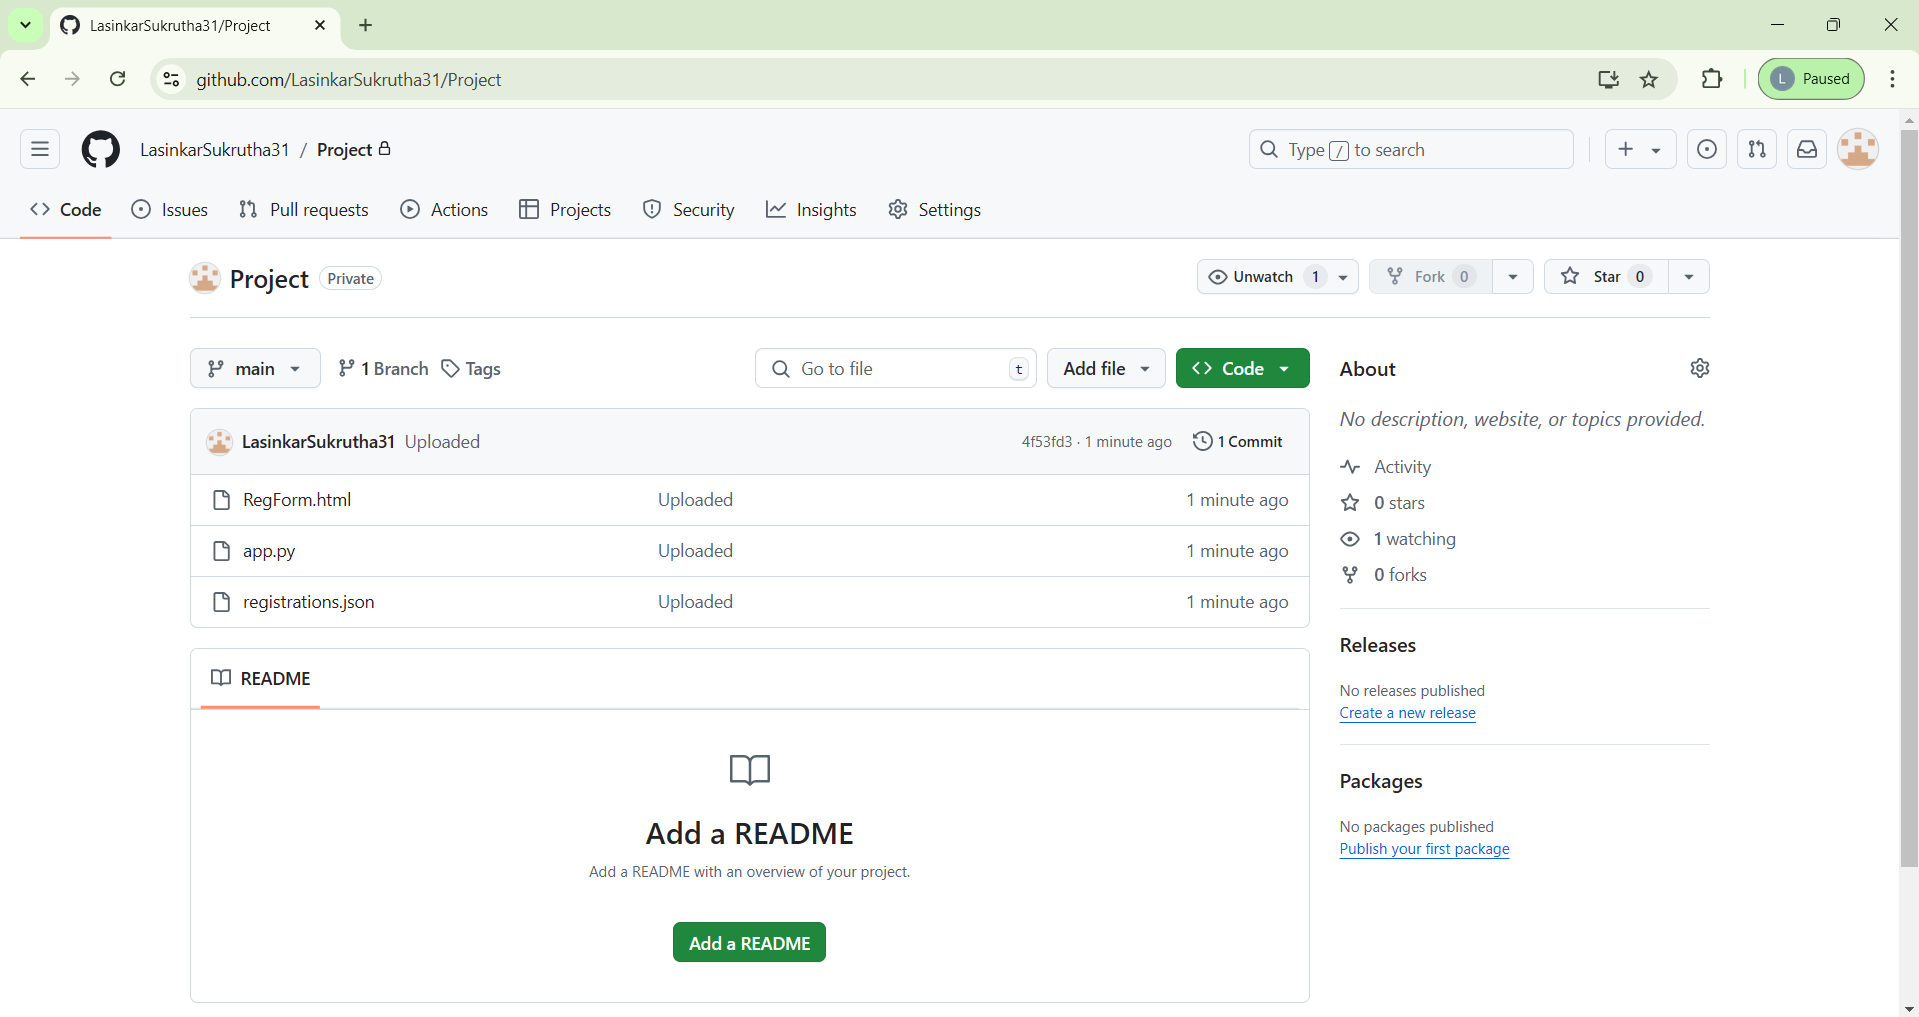 LasinkarSukrutha31/Project
github.com/LasinkarSukrutha31/Project
L Paused
LasinkarSukrutha31 / Project
Type / to search
Code Issues Pull requests Actions Projects Security Insights Settings
Project Private
Unwatch 1 Fork 0 Star 0
main 1 Branch Tags
Go to file t
Add file Code
LasinkarSukrutha31 Uploaded 4f53fd3 · 1 minute ago 1 Commit
RegForm.html Uploaded 1 minute ago
app.py Uploaded 1 minute ago
registrations.json Uploaded 1 minute ago
README
Add a README
Add a README with an overview of your project.
Add a README
About
No description, website, or topics provided.
Activity
0 stars
1 watching
0 forks
Releases
No releases published
Create a new release
Packages
No packages published
Publish your first package